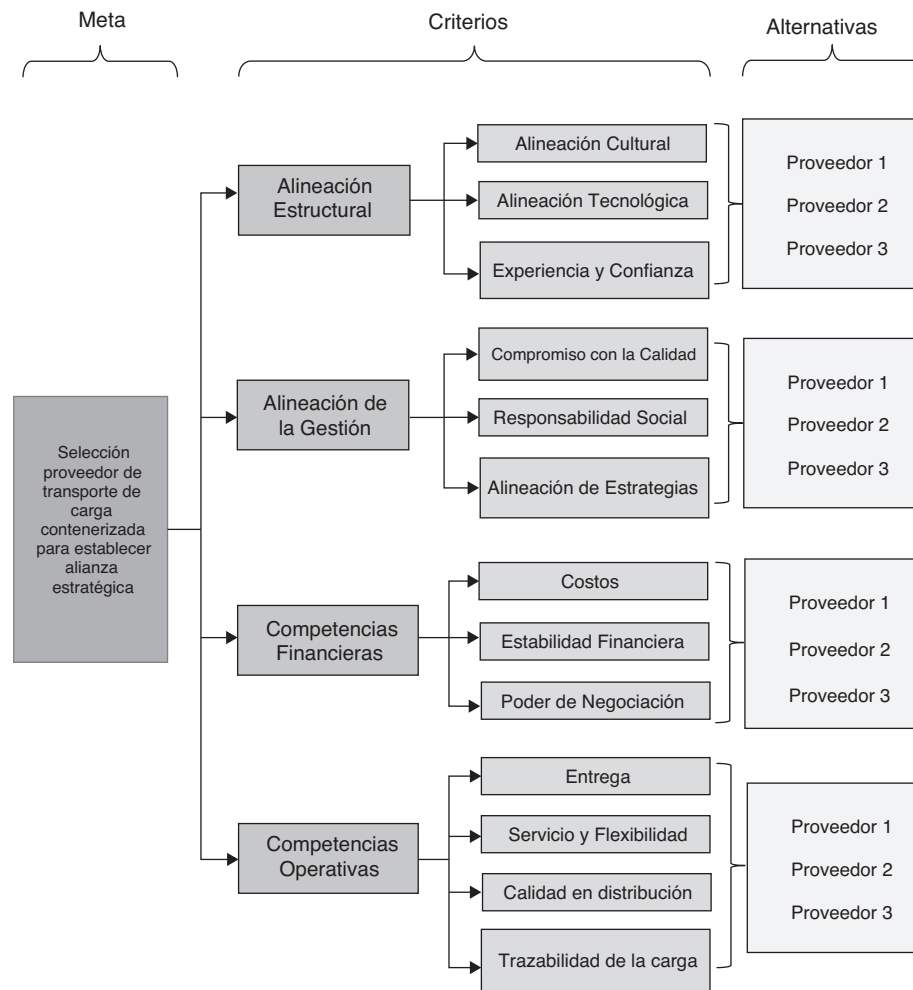 Meta
Criterios
Alternativas
Selección
proveedor de
transporte de
carga
contenerizada
para establecer
alianza
estratégica
Alineación
Estructural
Alineación Cultural
Alineación Tecnológica
Experiencia y Confianza
Proveedor 1
Proveedor 2
Proveedor 3
Alineación de
la Gestión
Compromiso con la Calidad
Responsabilidad Social
Alineación de Estrategias
Proveedor 1
Proveedor 2
Proveedor 3
Competencias
Financieras
Costos
Estabilidad Financiera
Poder de Negociación
Proveedor 1
Proveedor 2
Proveedor 3
Competencias
Operativas
Entrega
Servicio y Flexibilidad
Calidad en distribución
Trazabilidad de la carga
Proveedor 1
Proveedor 2
Proveedor 3